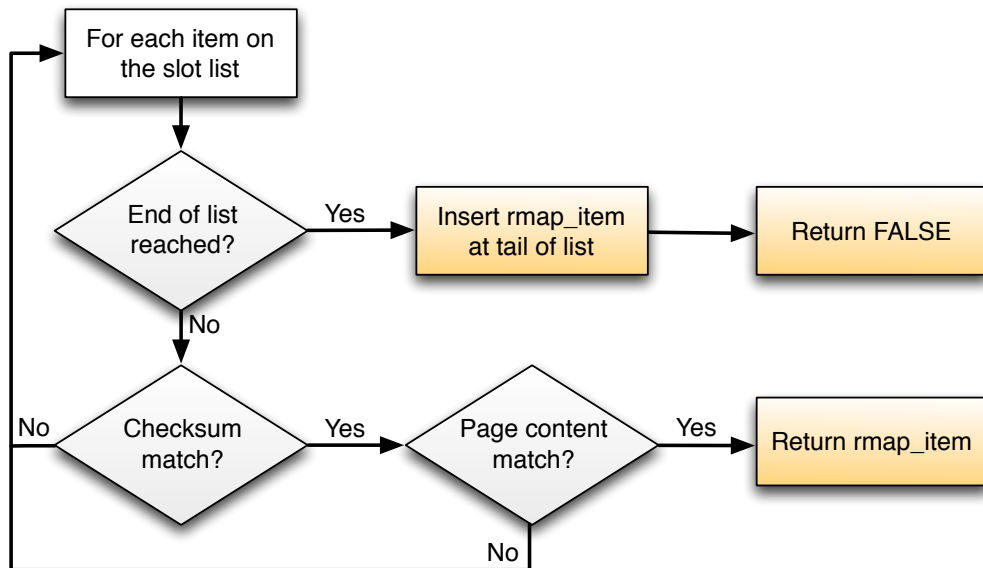 For each item on
the slot list
End of list
reached?
Yes
Insert rmap_item
at tail of list
Return FALSE
No
No
Checksum
match?
Yes
Page content
match?
Yes
Return rmap_item
No